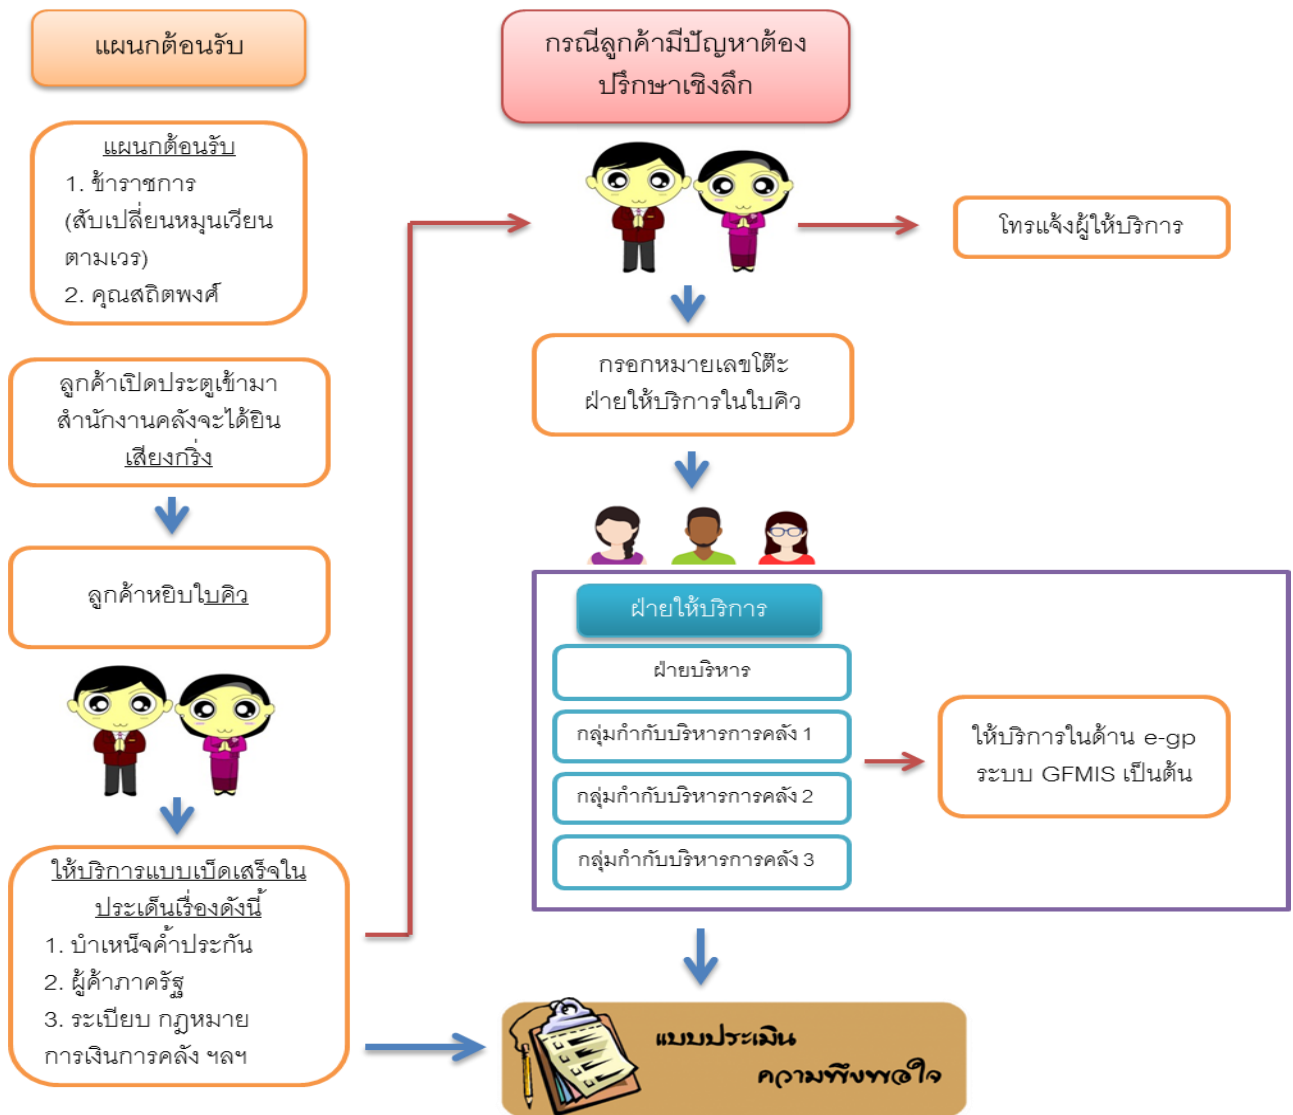 แผนกต้อนรับ
แผนกต้อนรับ
1. ข้าราชการ
(สับเปลี่ยนหมุนเวียน
ตามเวร)
2. คุณสถิตพงศ์
ลูกค้าเปิดประตูเข้ามา
สำนักงานคลังจะได้ยิน
เสียงกริ่ง
ลูกค้าหยิบใบคิว
ให้บริการแบบเบ็ดเสร็จใน
ประเด็นเรื่องดังนี้
1. บำเหน็จค้ำประกัน
2. ผู้ค้าภาครัฐ
3. ระเบียบ กฎหมาย
การเงินการคลัง ฯลฯ
กรณีลูกค้ามีปัญหาต้อง
ปรึกษาเชิงลึก
โทรแจ้งผู้ให้บริการ
กรอกหมายเลขโต๊ะ
ฝ่ายให้บริการในใบคิว
ฝ่ายให้บริการ
ฝ่ายบริหาร
กลุ่มกำกับบริหารการคลัง 1
กลุ่มกำกับบริหารการคลัง 2
กลุ่มกำกับบริหารการคลัง 3
ให้บริการในด้าน e-gp
ระบบ GFMIS เป็นต้น
แบบประเมิน
ความพึงพอใจ